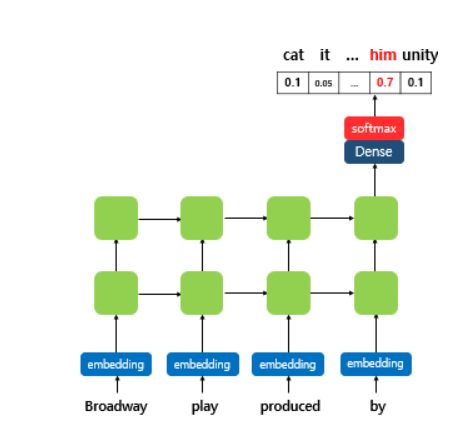 cat it ... him unity
0.1 0.05 ... 0.7 0.1
softmax
Dense
embedding embedding embedding embedding
Broadway play produced by